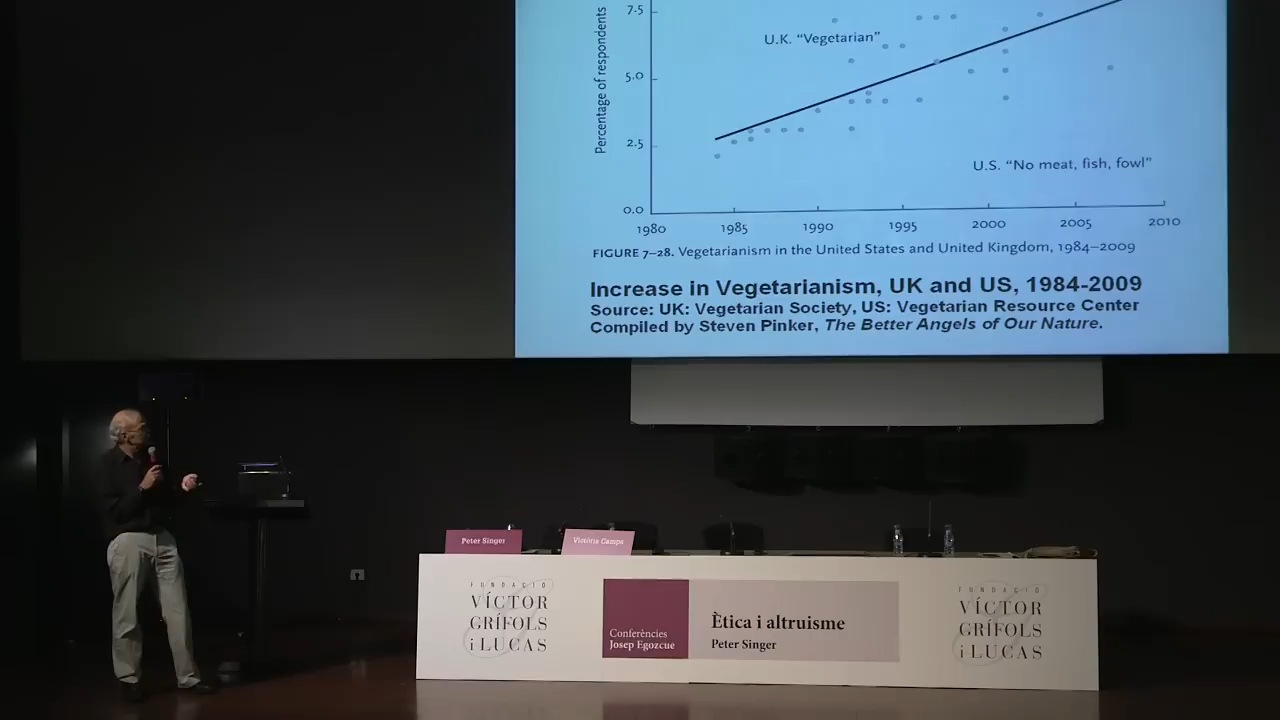 7.5
5.0
2.5
0.0
Percentage of respondents
U.K. "Vegetarian"
U.S. "No meat, fish, fowl"
1980 1985 1990 1995 2000 2005 2010
FIGURE 7–28. Vegetarianism in the United States and United Kingdom, 1984–2009
Increase in Vegetarianism, UK and US, 1984-2009
Source: UK: Vegetarian Society, US: Vegetarian Resource Center
Compiled by Steven Pinker, The Better Angels of Our Nature.
Peter Singer
Victòria Camps
FUNDACIÓ
VÍCTOR
GRÍFOLS
i LUCAS
Conferències
Josep Egozcue
Ètica i altruisme
Peter Singer
FUNDACIÓ
VÍCTOR
GRÍFOLS
i LUCAS